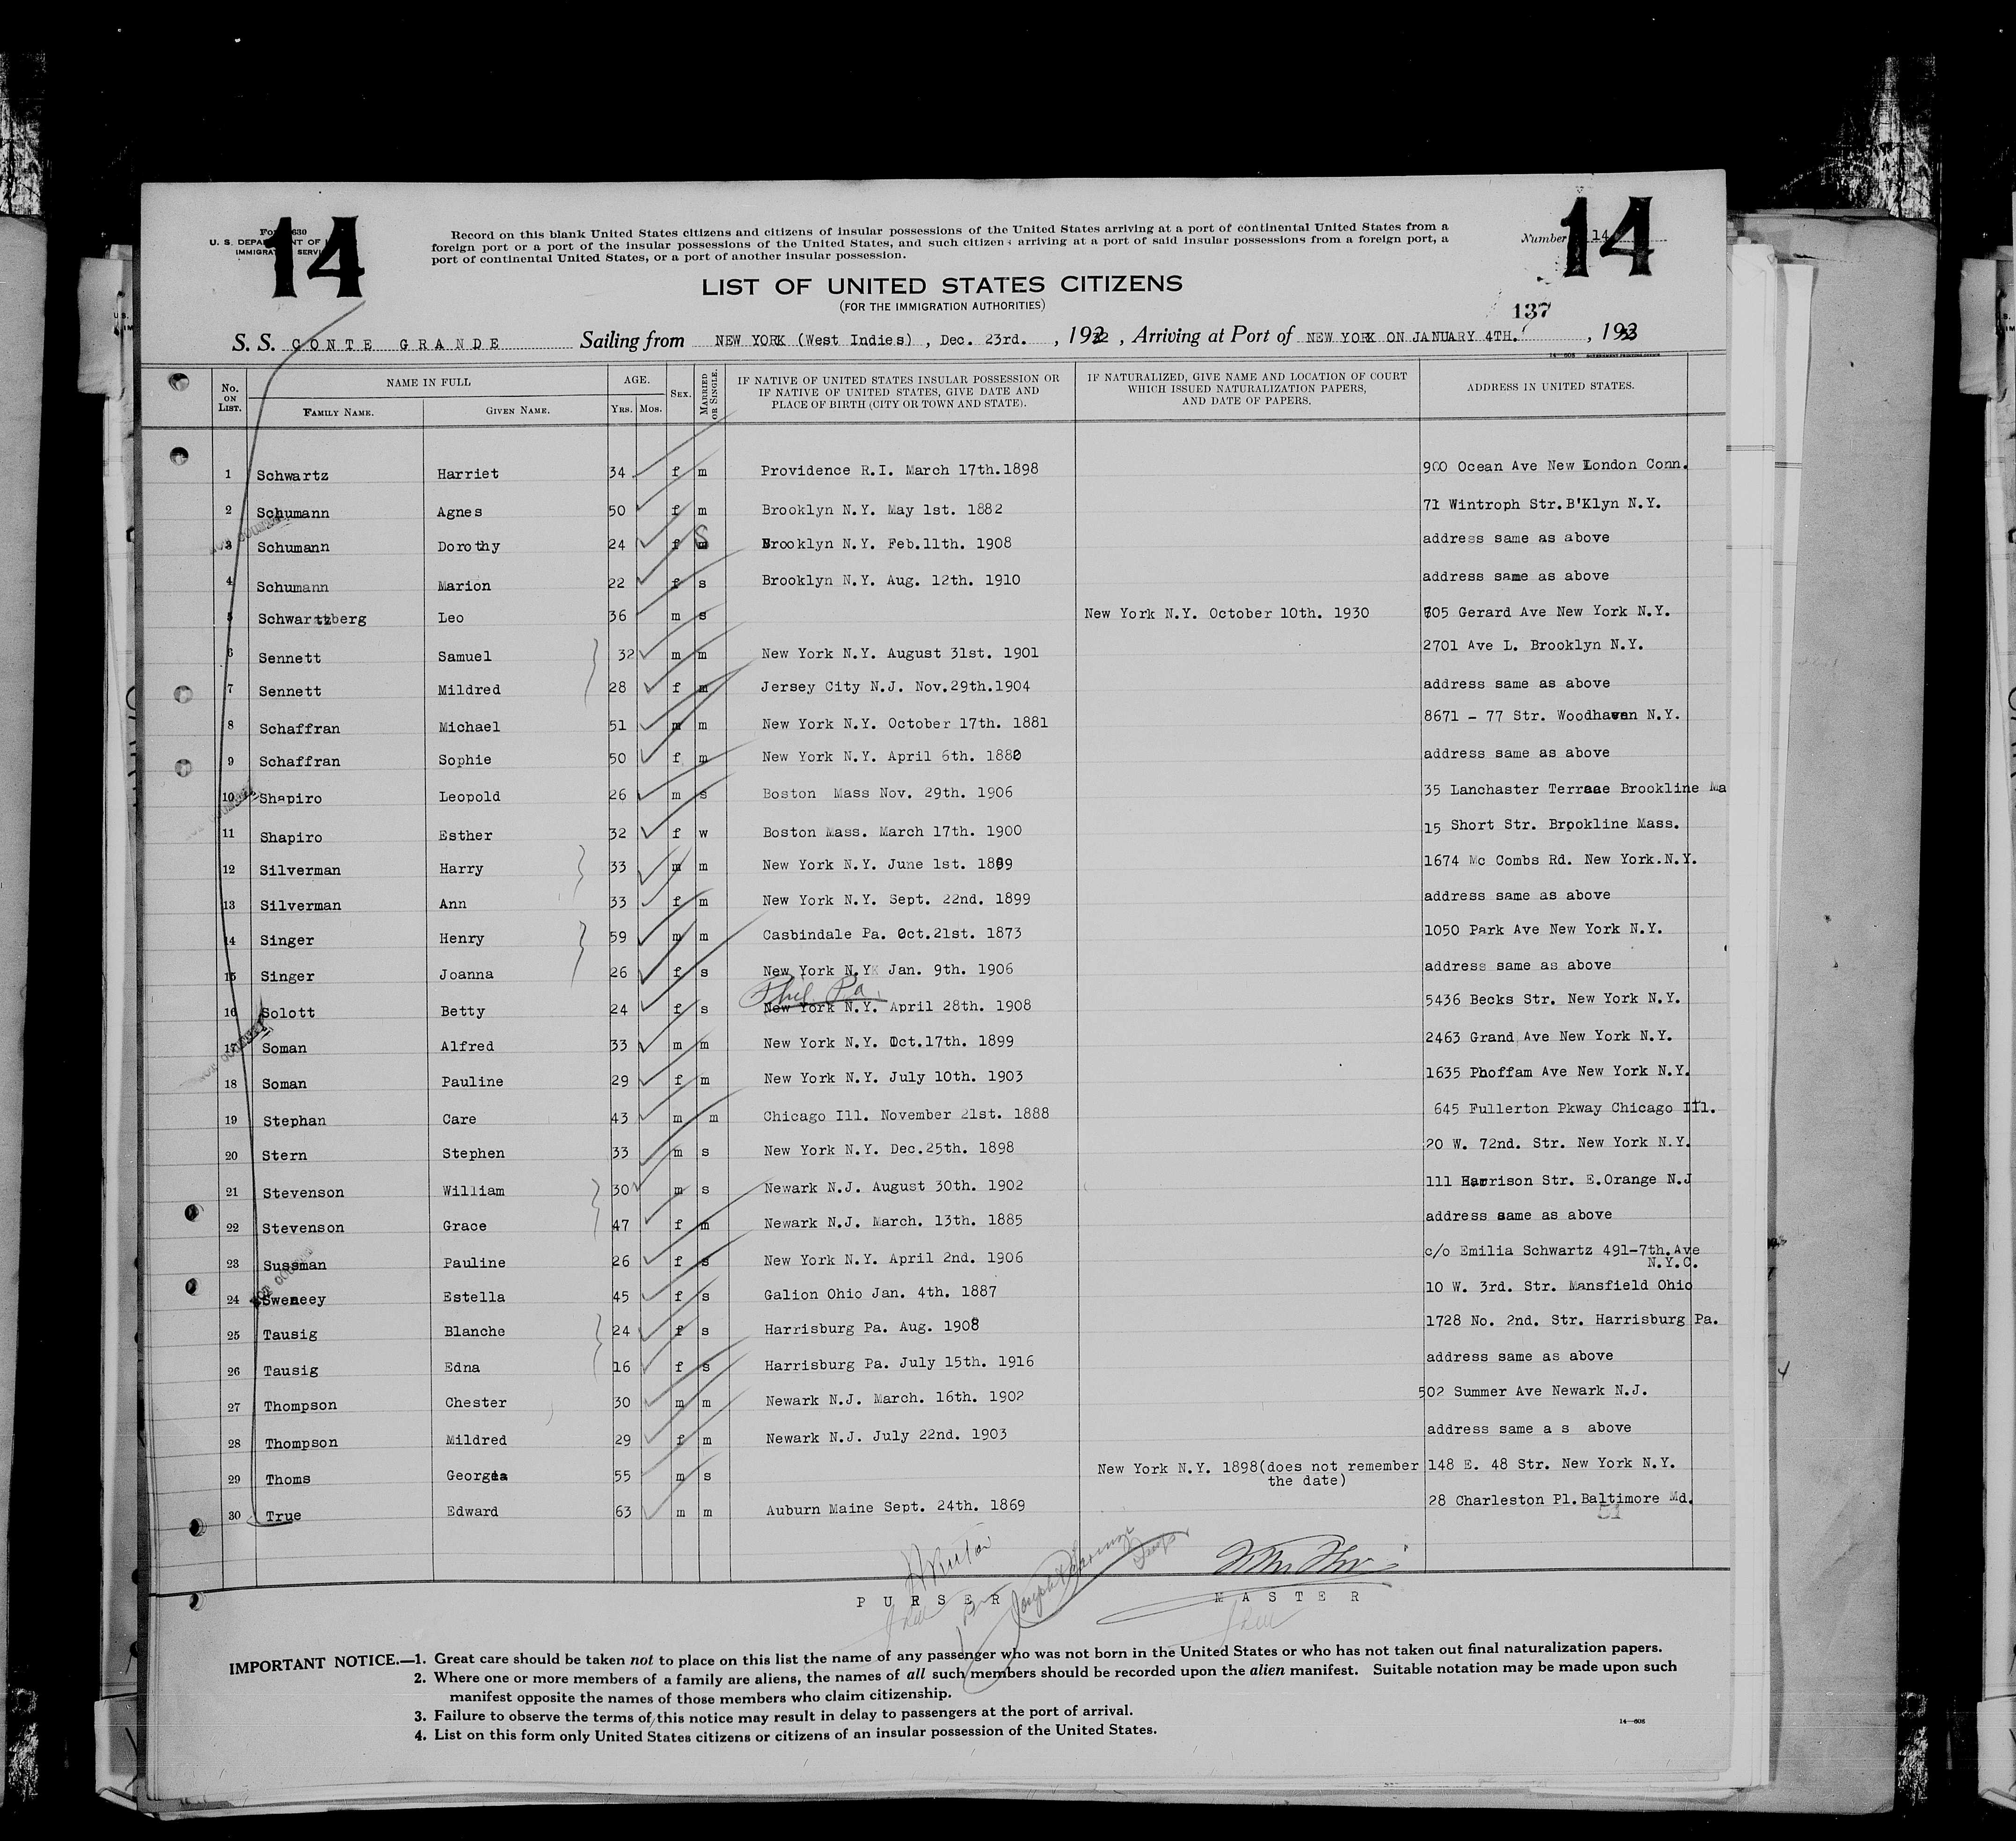 14
14
Form 630
U. S. DEPARTMENT OF
IMMIGRATION SERVICE
Record on this blank United States citizens and citizens of insular possessions of the United States arriving at a port of continental United States from a
foreign port or a port of the insular possessions of the United States, and such citizens arriving at a port of said insular possessions from a foreign port, a
port of continental United States, or a port of another insular possession.
Number 14
LIST OF UNITED STATES CITIZENS
(FOR THE IMMIGRATION AUTHORITIES)
137
S. S. CONTE GRANDE Sailing from NEW YORK (West Indies) , Dec. 23rd. , 1932 , Arriving at Port of NEW YORK ON JANUARY 4TH. , 1933
No. ON LIST. NAME IN FULL FAMILY NAME. GIVEN NAME. AGE. YRS. MOS. SEX. MARRIED OR SINGLE. IF NATIVE OF UNITED STATES INSULAR POSSESSION OR IF NATIVE OF UNITED STATES, GIVE DATE AND PLACE OF BIRTH (CITY OR TOWN AND STATE). IF NATURALIZED, GIVE NAME AND LOCATION OF COURT WHICH ISSUED NATURALIZATION PAPERS, AND DATE OF PAPERS. ADDRESS IN UNITED STATES.
1 Schwartz Harriet 34 f m Providence R.I. March 17th.1898 900 Ocean Ave New London Conn.
2 Schumann Agnes 50 f m Brooklyn N.Y. May 1st. 1882 71 Wintroph Str.B'Klyn N.Y.
3 Schumann Dorothy 24 f S Brooklyn N.Y. Feb.11th. 1908 address same as above
4 Schumann Marion 22 f s Brooklyn N.Y. Aug. 12th. 1910 address same as above
5 Schwartzberg Leo 36 m s New York N.Y. October 10th. 1930 805 Gerard Ave New York N.Y.
6 Sennett Samuel 32 m m New York N.Y. August 31st. 1901 2701 Ave L. Brooklyn N.Y.
7 Sennett Mildred 28 f m Jersey City N.J. Nov.29th.1904 address same as above
8 Schaffran Michael 51 m m New York N.Y. October 17th. 1881 8671 - 77 Str. Woodhaven N.Y.
9 Schaffran Sophie 50 f m New York N.Y. April 6th. 1882 address same as above
10 Shapiro Leopold 26 m s Boston Mass Nov. 29th. 1906 35 Lanchaster Terraae Brookline Ma
11 Shapiro Esther 32 f w Boston Mass. March 17th. 1900 15 Short Str. Brpokline Mass.
12 Silverman Harry 33 m m New York N.Y. June 1st. 1899 1674 Mc Combs Rd. New York.N.Y.
13 Silverman Ann 33 f m New York N.Y. Sept. 22nd. 1899 address same as above
14 Singer Henry 59 m m Casbindale Pa. Oct.21st. 1873 1050 Park Ave New York N.Y.
15 Singer Joanna 26 f s New York N.Y Jan. 9th. 1906 address same as above
Phil. Pa.
16 Solott Betty 24 f s New York N.Y. April 28th. 1908 5436 Becks Str. New York N.Y.
17 Soman Alfred 33 m m New York N.Y. Oct.17th. 1899 2463 Grand Ave New York N.Y.
18 Soman Pauline 29 f m New York N.Y. July 10th. 1903 1635 Phoffam Ave New York N.Y.
19 Stephan Care 43 m m Chicago Ill. November 21st. 1888 645 Fullerton Pkway Chicago Ill.
20 Stern Stephen 33 m s New York N.Y. Dec.25th. 1898 20 W. 72nd. Str. New York N.Y.
21 Stevenson William 30 m s Newark N.J. August 30th. 1902 111 Harrison Str. E.Orange N.J
22 Stevenson Grace 47 f m Newark N.J. March. 13th. 1885 address same as above
23 Sussman Pauline 26 f s New York N.Y. April 2nd. 1906 c/o Emilia Schwartz 491-7th.Ave
N.Y.C.
24 Sweneey Estella 45 f s Galion Ohio Jan. 4th. 1887 10 W. 3rd. Str. Mansfield Ohio
25 Tausig Blanche 24 f s Harrisburg Pa. Aug. 1908 1728 No. 2nd. Str. Harrisburg Pa.
26 Tausig Edna 16 f s Harrisburg Pa. July 15th. 1916 address same as above
27 Thompson Chester 30 m m Newark N.J. March. 16th. 1902 502 Summer Ave Newark N.J.
28 Thompson Mildred 29 f m Newark N.J. July 22nd. 1903 address same a s above
29 Thoms Georgia 55 m s New York N.Y. 1898(does not remember 148 E. 48 Str. New York N.Y.
the date)
30 True Edward 63 m m Auburn Maine Sept. 24th. 1869 28 Charleston Pl.Baltimore Md.
51
PURSER MASTER
IMPORTANT NOTICE.—1. Great care should be taken not to place on this list the name of any passenger who was not born in the United States or who has not taken out final naturalization papers.
2. Where one or more members of a family are aliens, the names of all such members should be recorded upon the alien manifest. Suitable notation may be made upon such
manifest opposite the names of those members who claim citizenship.
3. Failure to observe the terms of this notice may result in delay to passengers at the port of arrival.
4. List on this form only United States citizens or citizens of an insular possession of the United States.
14—608